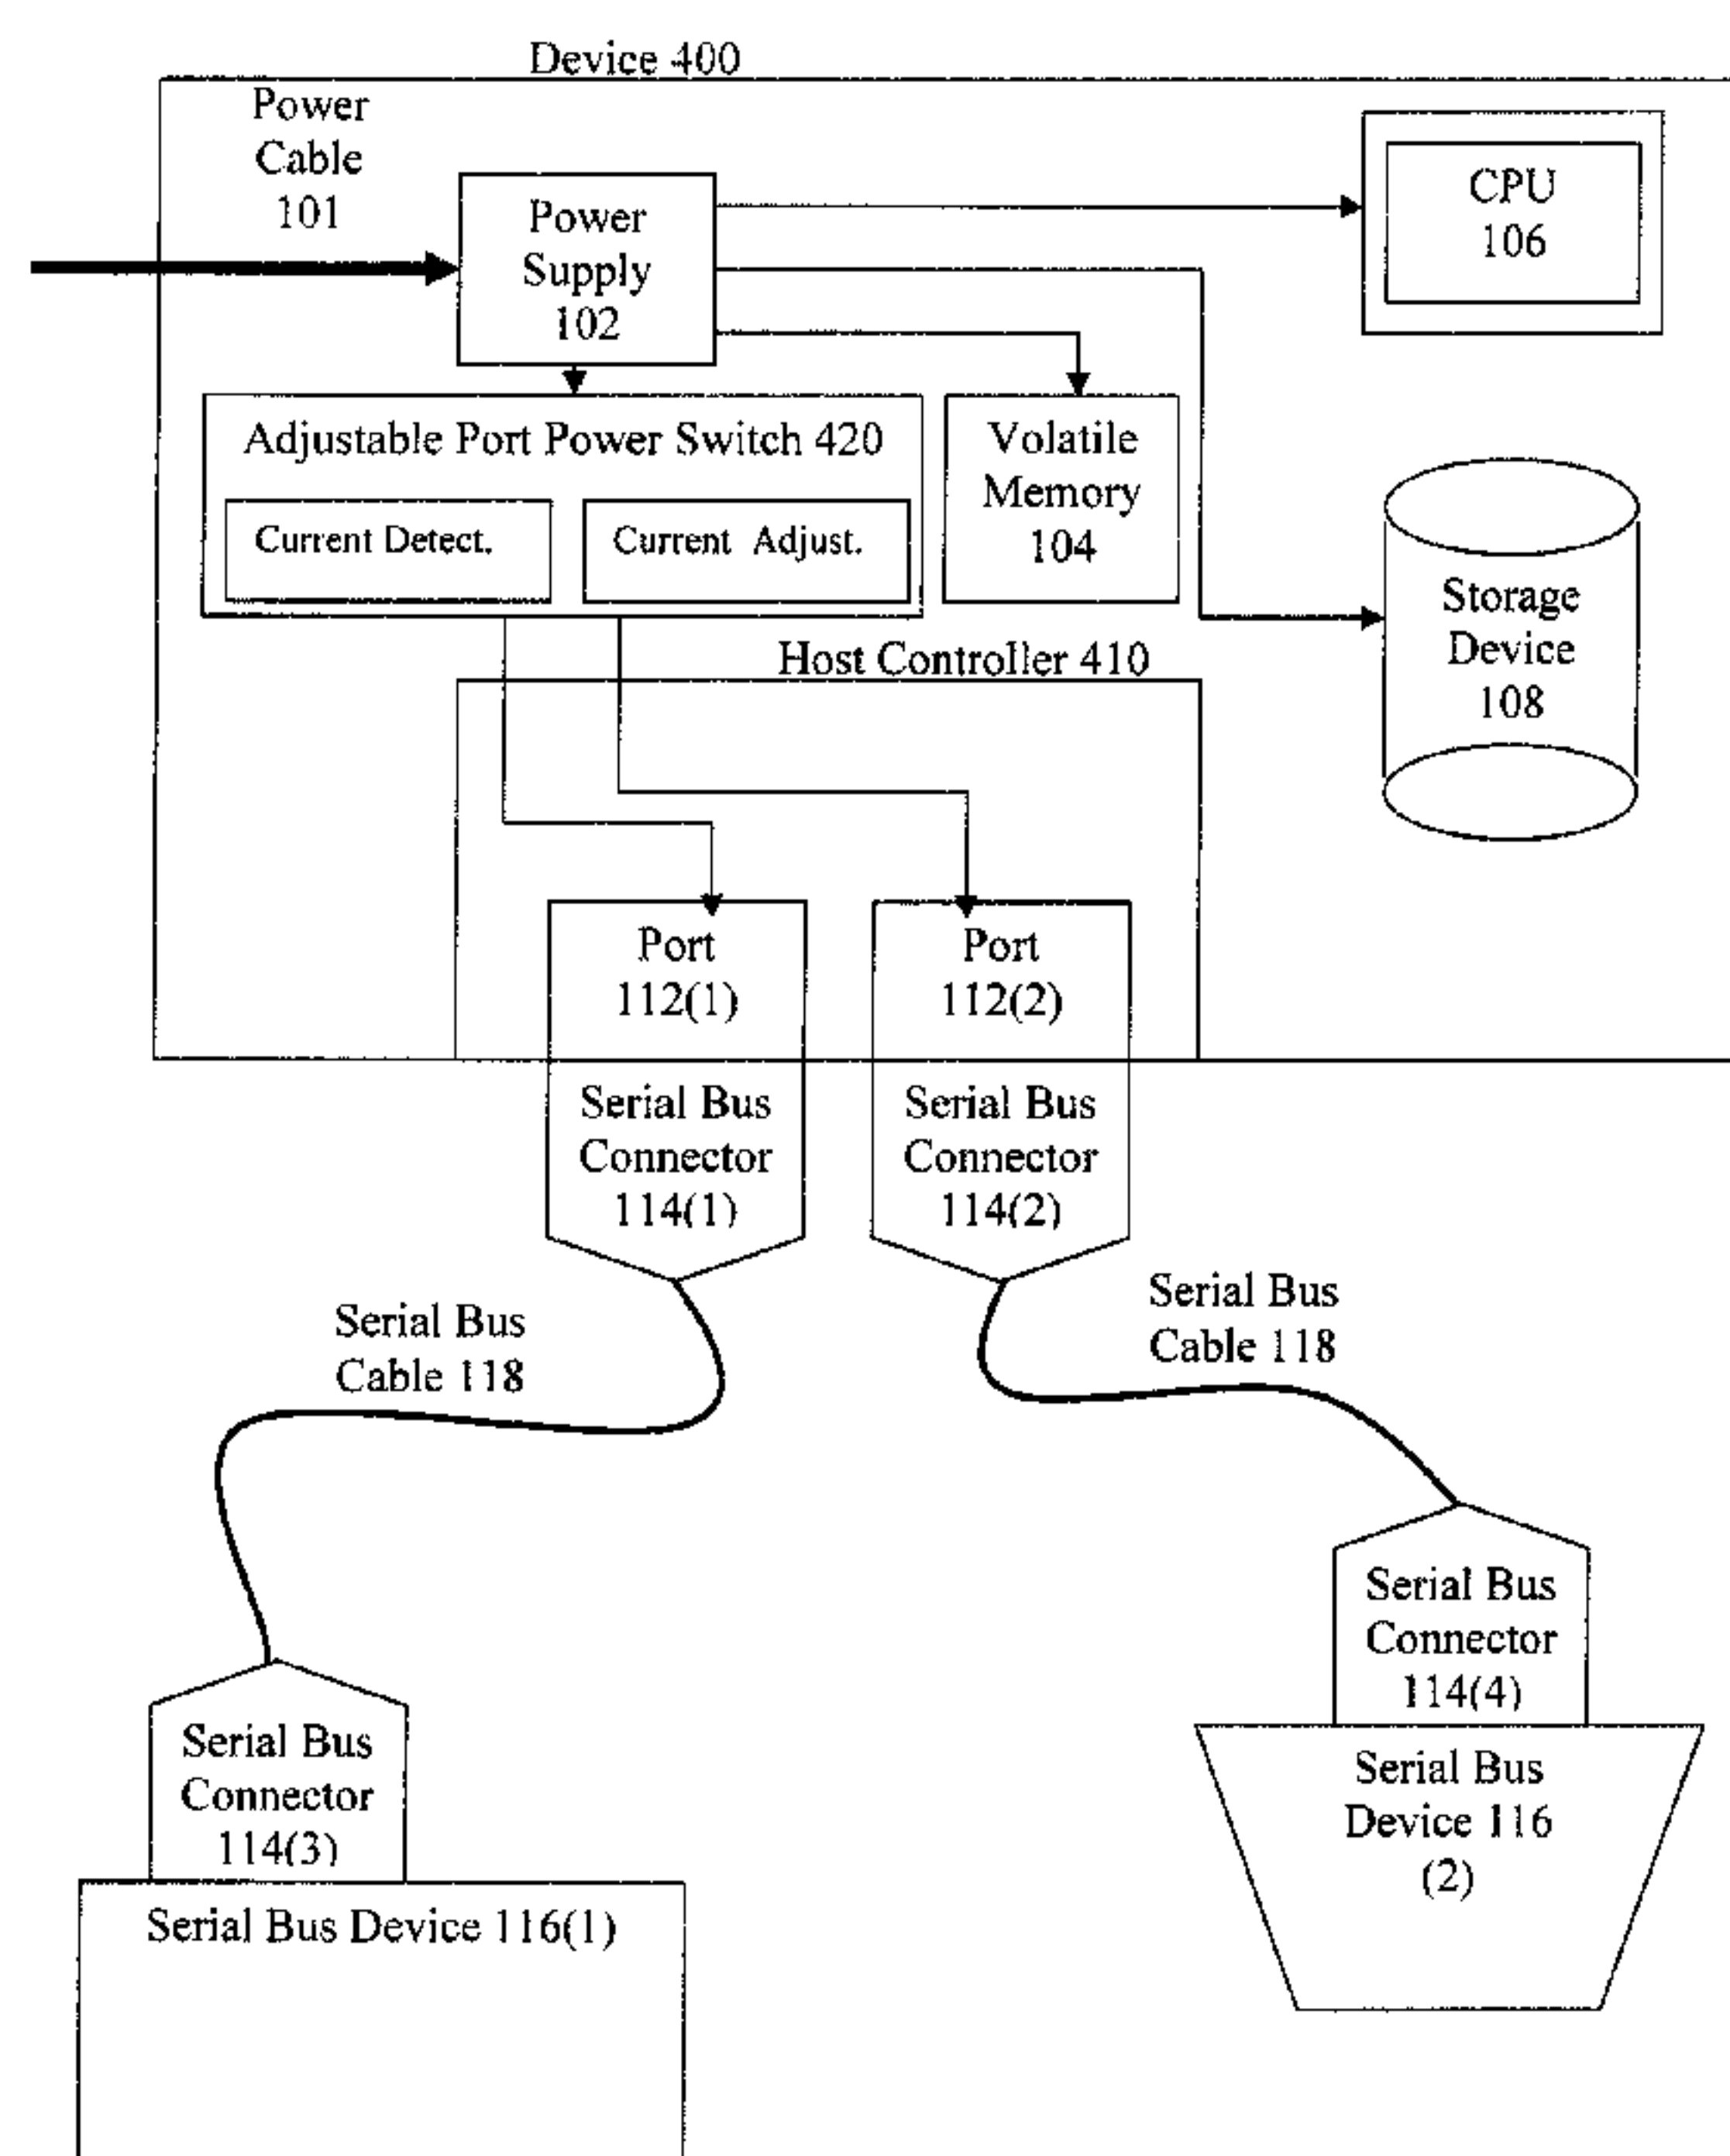 Device 400
Power
Cable
101
Power
Supply
102
CPU
106
Adjustable Port Power Switch 420
Current Detect.
Current Adjust.
Volatile
Memory
104
Storage
Device
108
Host Controller 410
Port
112(1)
Port
112(2)
Serial Bus
Connector
114(1)
Serial Bus
Connector
114(2)
Serial Bus
Cable 118
Serial Bus
Cable 118
Serial Bus
Connector
114(3)
Serial Bus Device 116(1)
Serial Bus
Connector
114(4)
Serial Bus
Device 116
(2)